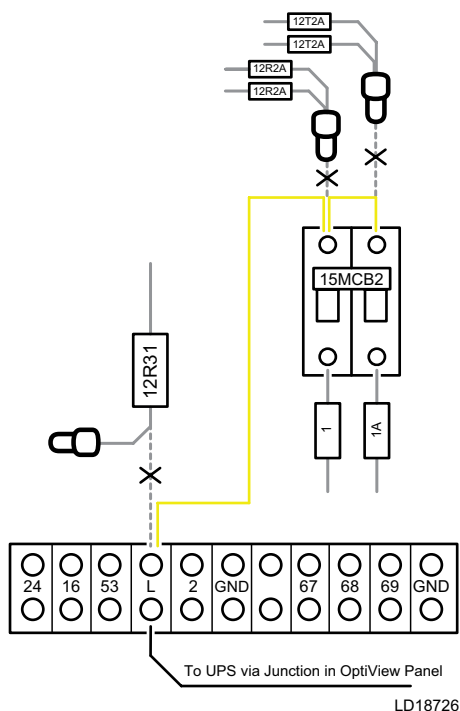 12T2A
12T2A
12R2A
12R2A
15MCB2
12R31
1
1A
24 16 53 L 2 GND 67 68 69 GND
To UPS via Junction in OptiView Panel
LD18726